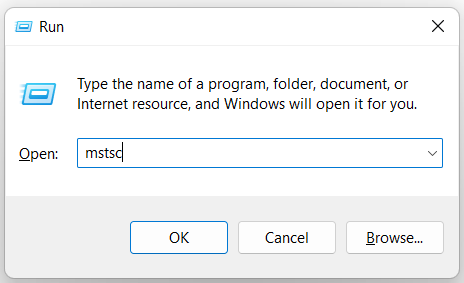 Run
Type the name of a program, folder, document, or
Internet resource, and Windows will open it for you.
Open: mstsc
OK Cancel Browse...